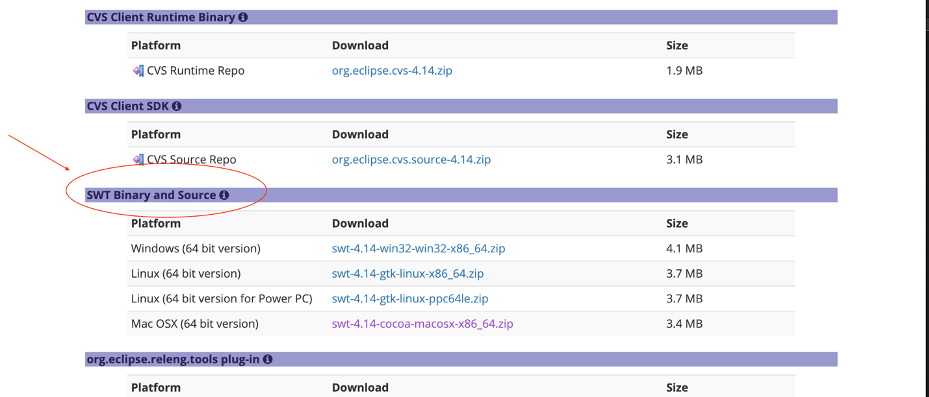 CVS Client Runtime Binary
Platform Download Size
CVS Runtime Repo org.eclipse.cvs-4.14.zip 1.9 MB
CVS Client SDK
Platform Download Size
CVS Source Repo org.eclipse.cvs.source-4.14.zip 3.1 MB
SWT Binary and Source
Platform Download Size
Windows (64 bit version) swt-4.14-win32-win32-x86_64.zip 4.1 MB
Linux (64 bit version) swt-4.14-gtk-linux-x86_64.zip 3.7 MB
Linux (64 bit version for Power PC) swt-4.14-gtk-linux-ppc64le.zip 3.7 MB
Mac OSX (64 bit version) swt-4.14-cocoa-macosx-x86_64.zip 3.4 MB
org.eclipse.releng.tools plug-in
Platform Download Size